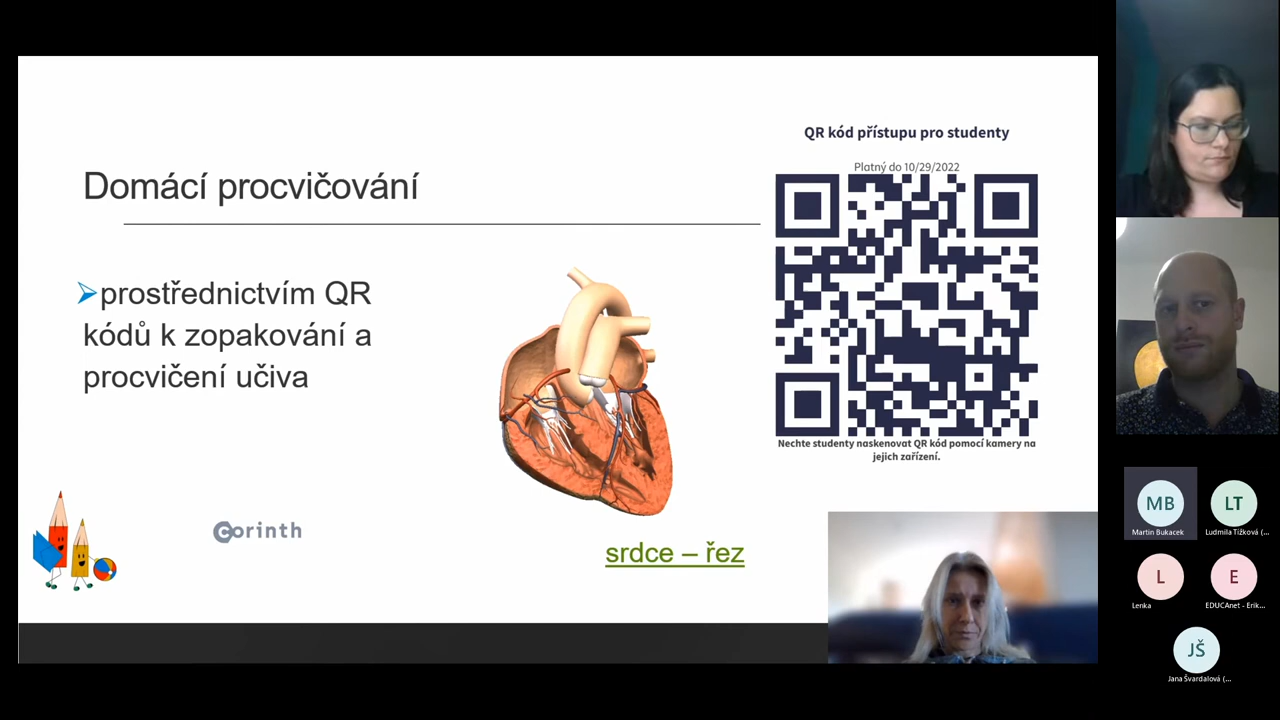 QR kód přístupu pro studenty
Platný do 10/29/2022
Domácí procvičování
prostřednictvím QR
kódů k zopakování a
procvičení učiva
Nechte studenty naskenovat QR kód pomocí kamery na
jejich zařízení.
corinth
srdce – řez
MB
Martin Bukacek
LT
Ludmila Tížková (...
L
Lenka
E
EDUCAnet - Erik...
JŠ
Jana Švardalová (...